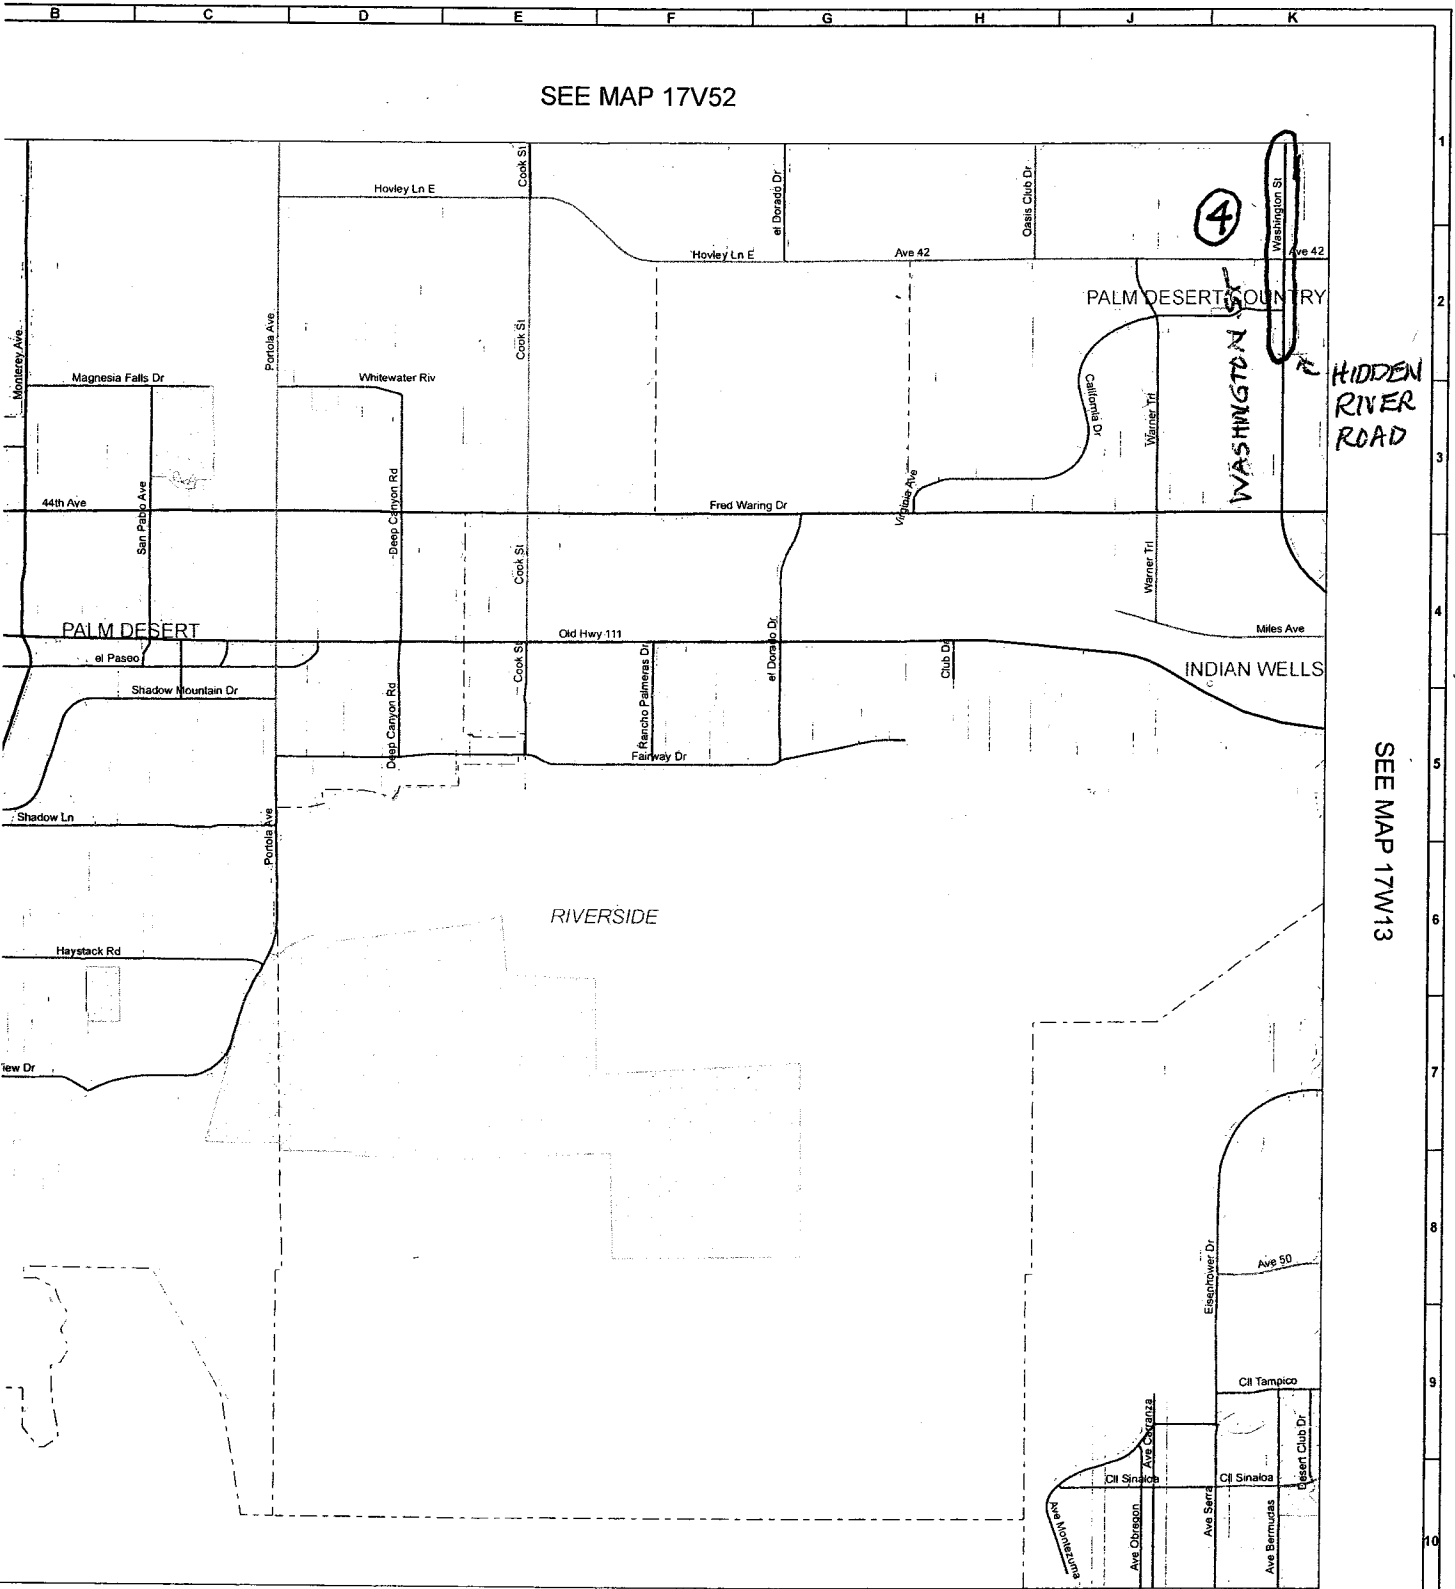 B C D E F G H J K
SEE MAP 17V52
1
Cook St
el Dorado Dr
Oasis Club Dr
Washington St
Hovley Ln E
4
Hovley Ln E
Ave 42
Ave 42
2
PALM DESERT COUNTRY
WASHINGTON ST
Monterey Ave
Portola Ave
Cook St
HIDDEN
RIVER
ROAD
Magnesia Falls Dr
Whitewater Riv
California Dr
Warner Trl
3
44th Ave
San Pablo Ave
Deep Canyon Rd
Fred Waring Dr
Virginia Ave
Cook St
Warner Trl
4
PALM DESERT
Old Hwy 111
Miles Ave
el Paseo
Cook St
Rancho Palmeras Dr
el Dorado Dr
Club Dr
INDIAN WELLS
Shadow Mountain Dr
Deep Canyon Rd
Fairway Dr
5
SEE MAP 17W13
Shadow Ln
Portola Ave
RIVERSIDE
6
Haystack Rd
iew Dr
7
8
Eisenhower Dr
Ave 50
9
Cll Tampico
Ave Carranza
Desert Club Dr
Cll Sinaloa
Cll Sinaloa
Ave Montezuma
Ave Obregon
Ave Serra
Ave Bermudas
10